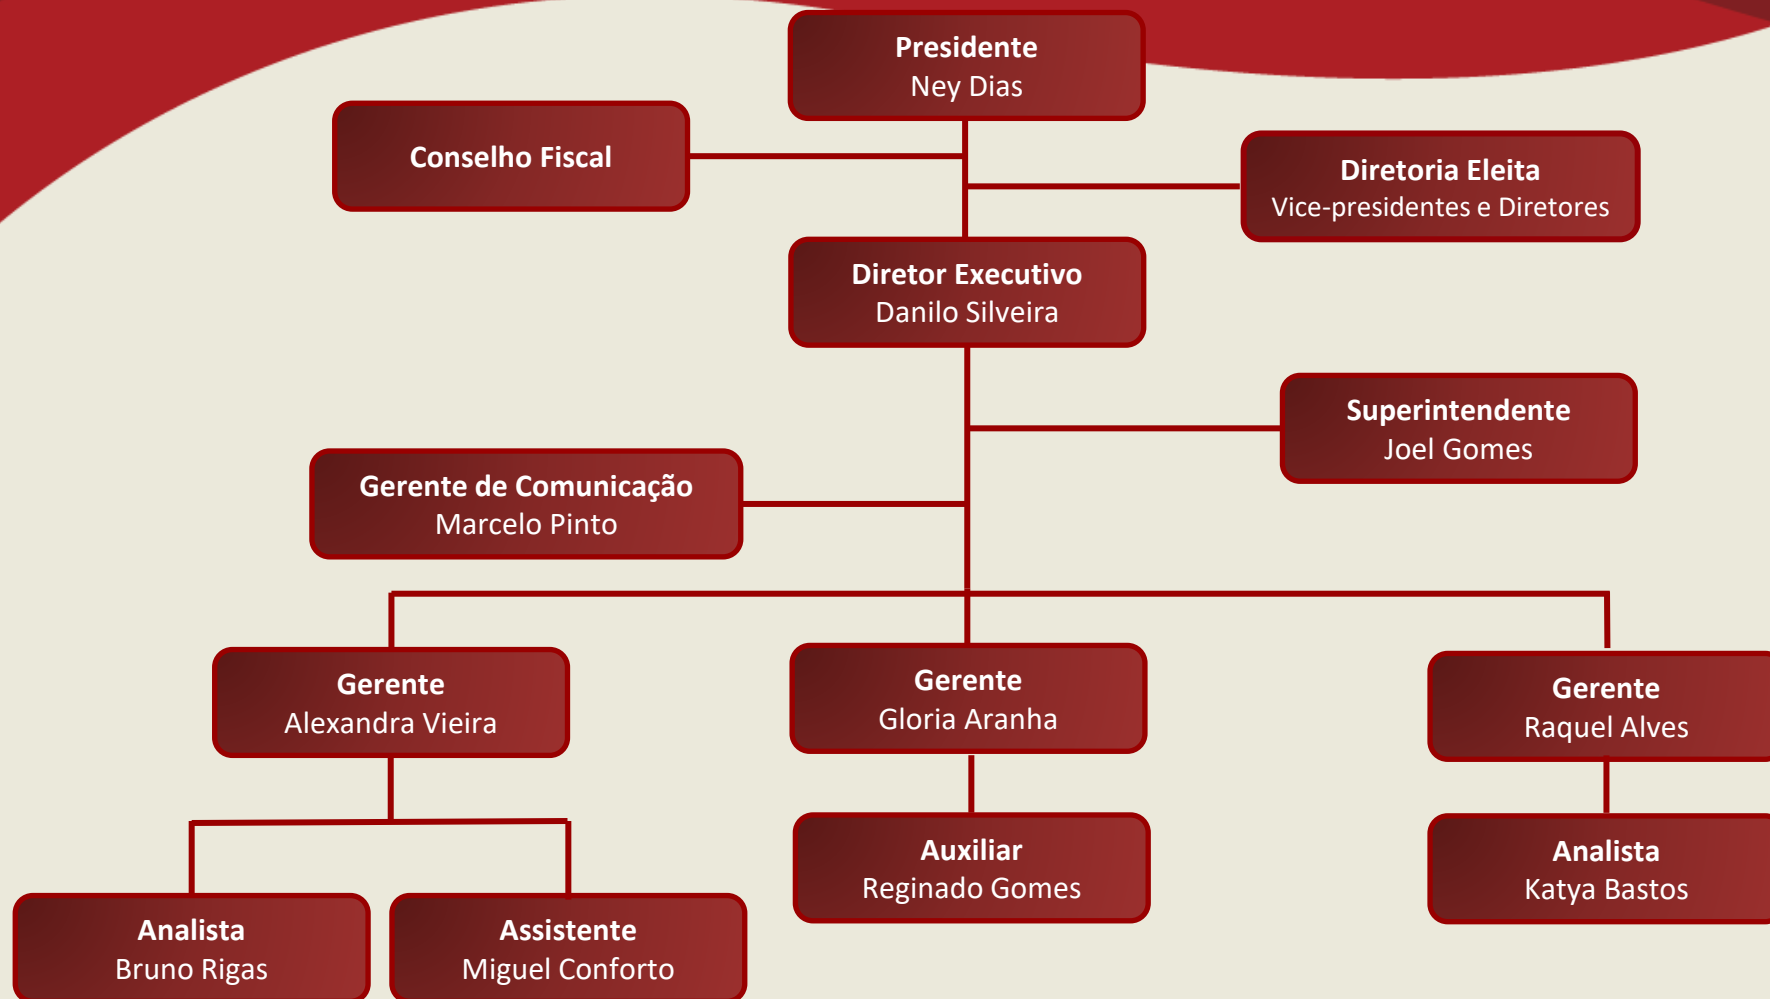 Presidente
Ney Dias
Conselho Fiscal
Diretoria Eleita
Vice-presidentes e Diretores
Diretor Executivo
Danilo Silveira
Superintendente
Joel Gomes
Gerente de Comunicação
Marcelo Pinto
Gerente
Alexandra Vieira
Gerente
Gloria Aranha
Gerente
Raquel Alves
Auxiliar
Reginado Gomes
Analista
Katya Bastos
Analista
Bruno Rigas
Assistente
Miguel Conforto